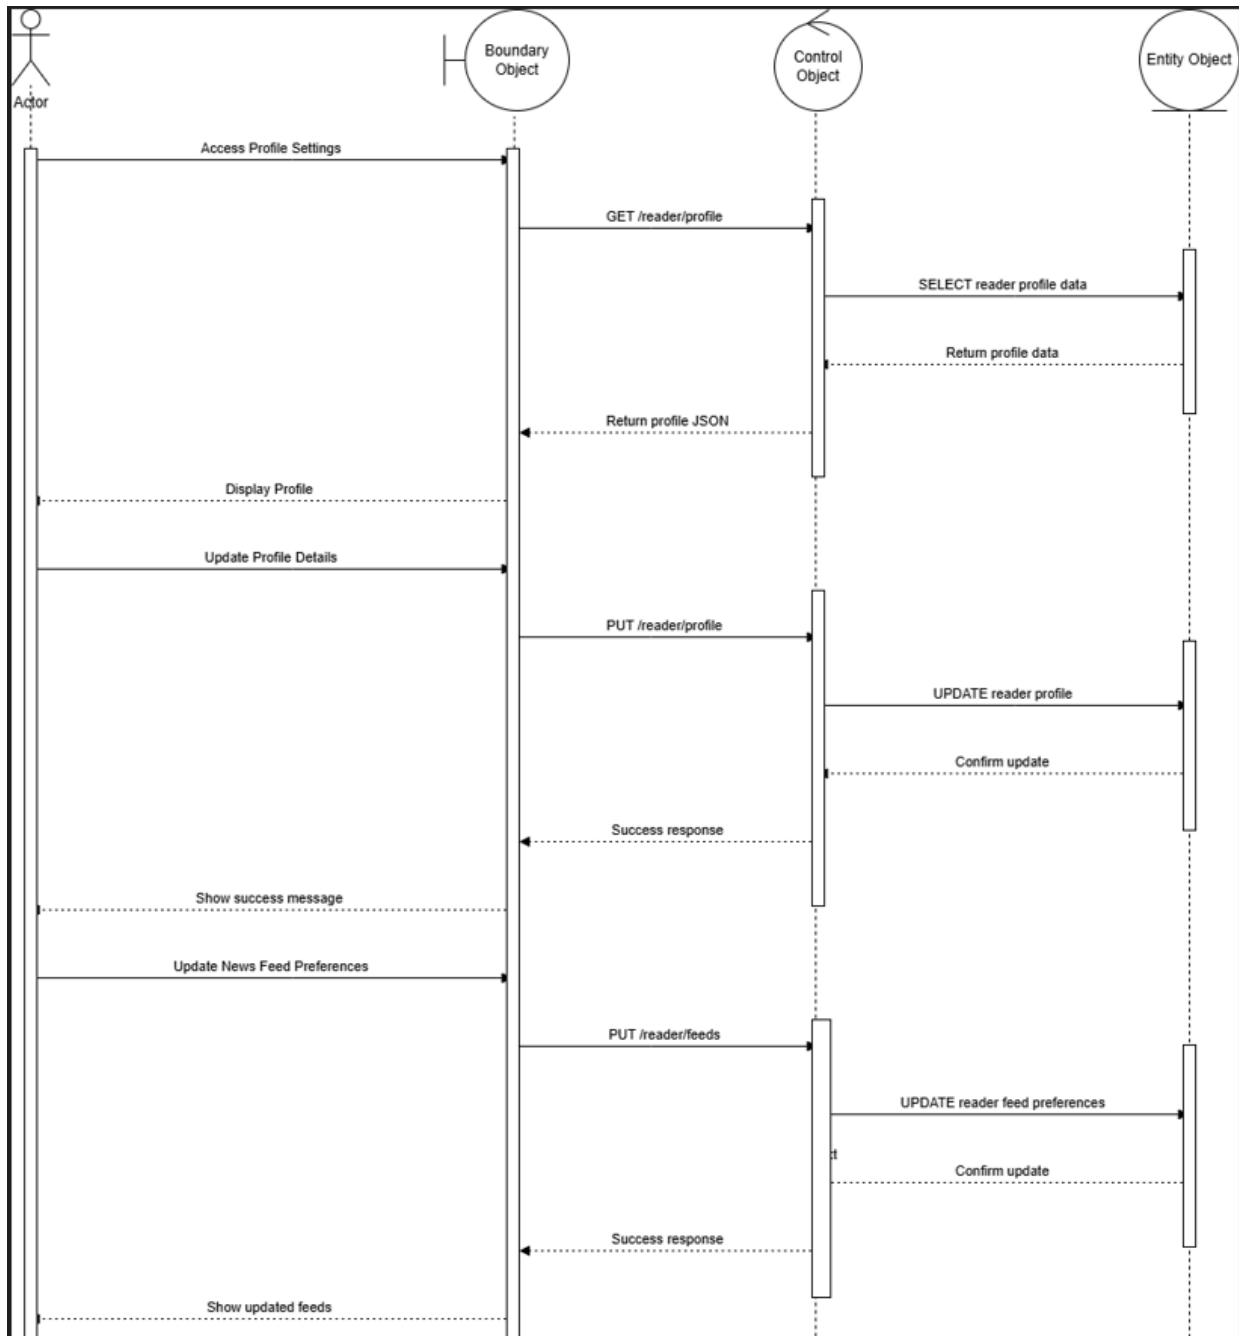 Boundary
Object
Control
Object
Entity Object
Actor
Access Profile Settings
GET /reader/profile
SELECT reader profile data
Return profile data
Return profile JSON
Display Profile
Update Profile Details
PUT /reader/profile
UPDATE reader profile
Confirm update
Success response
Show success message
Update News Feed Preferences
PUT /reader/feeds
UPDATE reader feed preferences
Confirm update
Success response
Show updated feeds